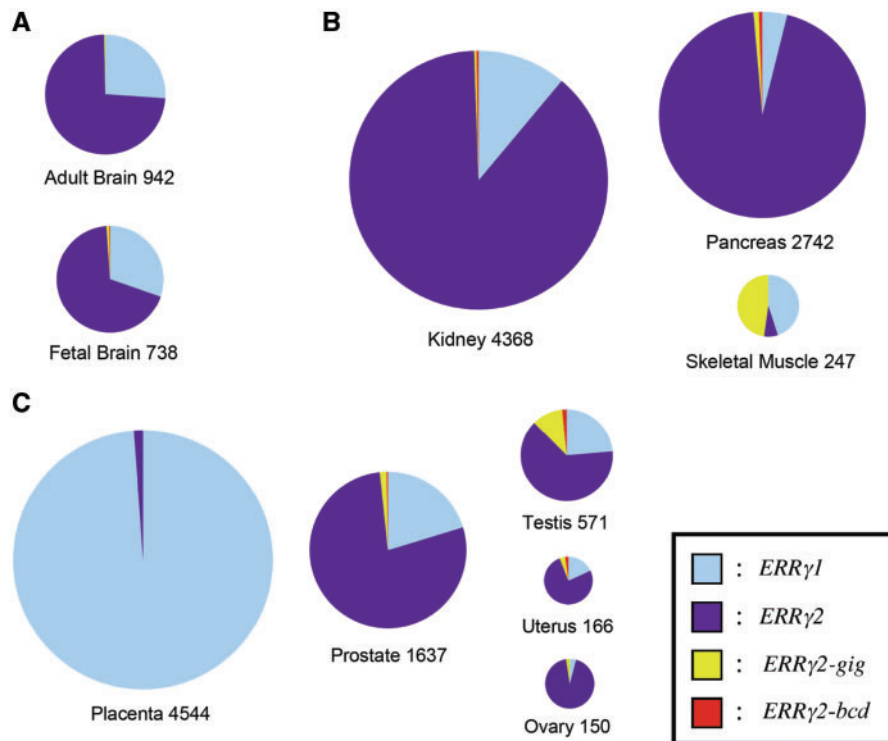 A
Adult Brain 942
Fetal Brain 738
B
Kidney 4368
Pancreas 2742
Skeletal Muscle 247
C
Placenta 4544
Prostate 1637
Testis 571
Uterus 166
Ovary 150
: ERRγ1
: ERRγ2
: ERRγ2-gig
: ERRγ2-bcd